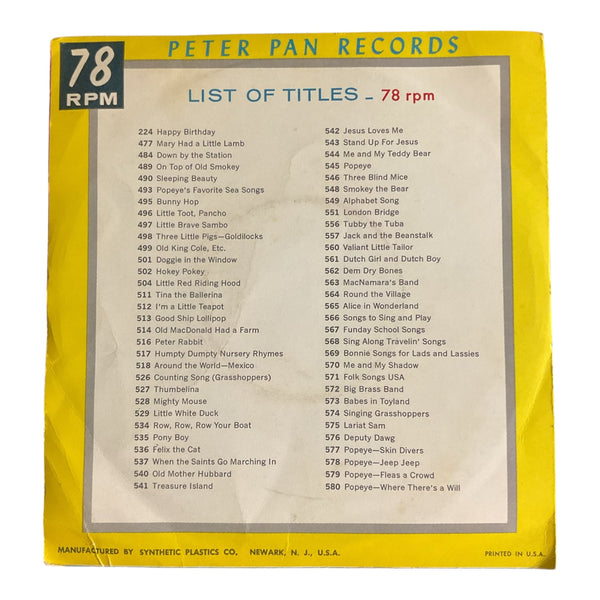 78
RPM
PETER PAN RECORDS
LIST OF TITLES – 78 rpm
224 Happy Birthday
477 Mary Had a Little Lamb
484 Down by the Station
489 On Top of Old Smokey
490 Sleeping Beauty
493 Popeye's Favorite Sea Songs
495 Bunny Hop
496 Little Toot, Pancho
497 Little Brave Sambo
498 Three Little Pigs—Goldilocks
499 Old King Cole, Etc.
501 Doggie in the Window
502 Hokey Pokey
504 Little Red Riding Hood
511 Tina the Ballerina
512 I'm a Little Teapot
513 Good Ship Lollipop
514 Old MacDonald Had a Farm
516 Peter Rabbit
517 Humpty Dumpty Nursery Rhymes
518 Around the World—Mexico
526 Counting Song (Grasshoppers)
527 Thumbelina
528 Mighty Mouse
529 Little White Duck
534 Row, Row, Row Your Boat
535 Pony Boy
536 Felix the Cat
537 When the Saints Go Marching In
540 Old Mother Hubbard
541 Treasure Island
542 Jesus Loves Me
543 Stand Up For Jesus
544 Me and My Teddy Bear
545 Popeye
546 Three Blind Mice
548 Smokey the Bear
549 Alphabet Song
551 London Bridge
556 Tubby the Tuba
557 Jack and the Beanstalk
560 Valiant Little Tailor
561 Dutch Girl and Dutch Boy
562 Dem Dry Bones
563 MacNamara's Band
564 Round the Village
565 Alice in Wonderland
566 Songs to Sing and Play
567 Funday School Songs
568 Sing Along Travelin' Songs
569 Bonnie Songs for Lads and Lassies
570 Me and My Shadow
571 Folk Songs USA
572 Big Brass Band
573 Babes in Toyland
574 Singing Grasshoppers
575 Lariat Sam
576 Deputy Dawg
577 Popeye—Skin Divers
578 Popeye—Jeep Jeep
579 Popeye—Fleas a Crowd
580 Popeye—Where There's a Will
MANUFACTURED BY SYNTHETIC PLASTICS CO. NEWARK, N. J., U.S.A.
PRINTED IN U.S.A.